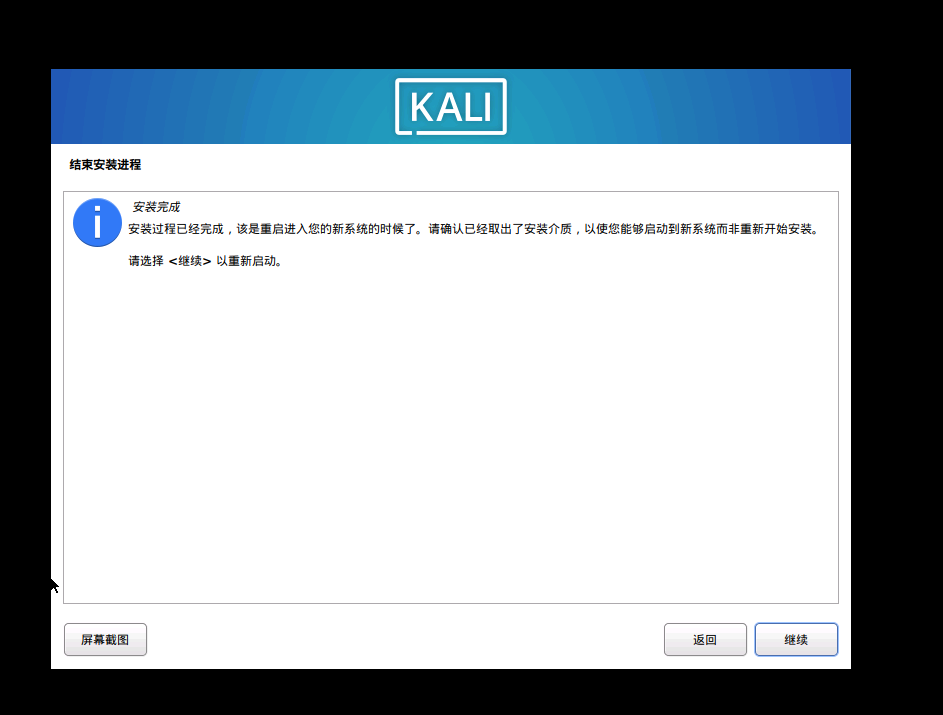 KALI
结束安装进程
安装完成
安装过程已经完成，该是重启进入您的新系统的时候了。请确认已经取出了安装介质，以使您能够启动到新系统而非重新开始安装。
请选择 <继续> 以重新启动。
屏幕截图
返回
继续